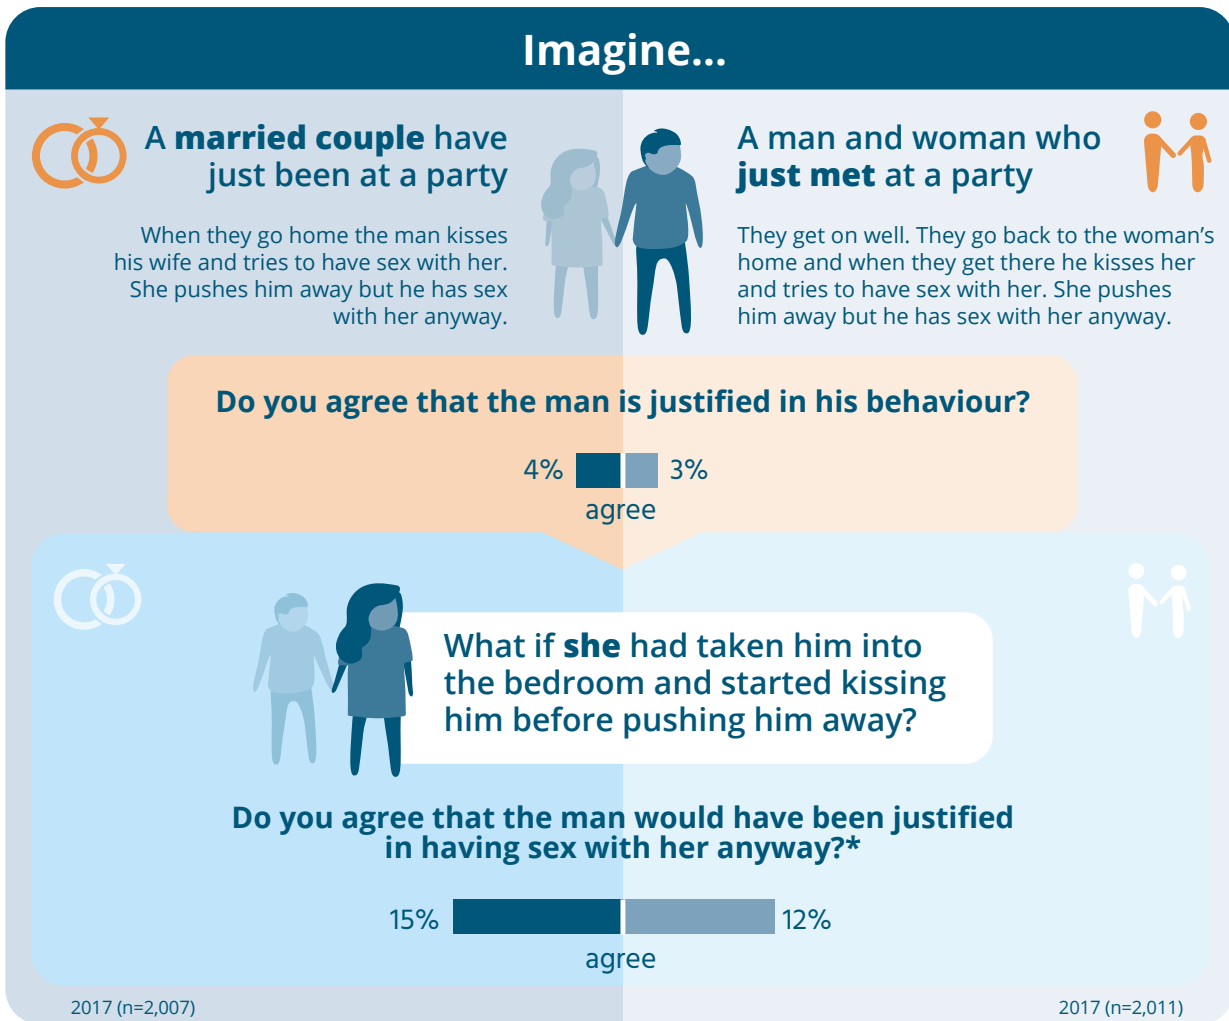 Imagine...
A married couple have
just been at a party
When they go home the man kisses
his wife and tries to have sex with her.
She pushes him away but he has sex
with her anyway.
A man and woman who
just met at a party
They get on well. They go back to the woman's
home and when they get there he kisses her
and tries to have sex with her. She pushes
him away but he has sex with her anyway.
Do you agree that the man is justified in his behaviour?
4% 3%
agree
What if she had taken him into
the bedroom and started kissing
him before pushing him away?
Do you agree that the man would have been justified
in having sex with her anyway?*
15% 12%
agree
2017 (n=2,007)
2017 (n=2,011)